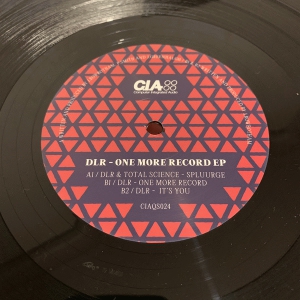 C.I.A
Computer Integrated Audio
DLR - ONE MORE RECORD EP
A1 / DLR & TOTAL SCIENCE - SPLUURGE
B1 / DLR - ONE MORE RECORD
B2 / DLR - IT'S YOU
CIAQS024